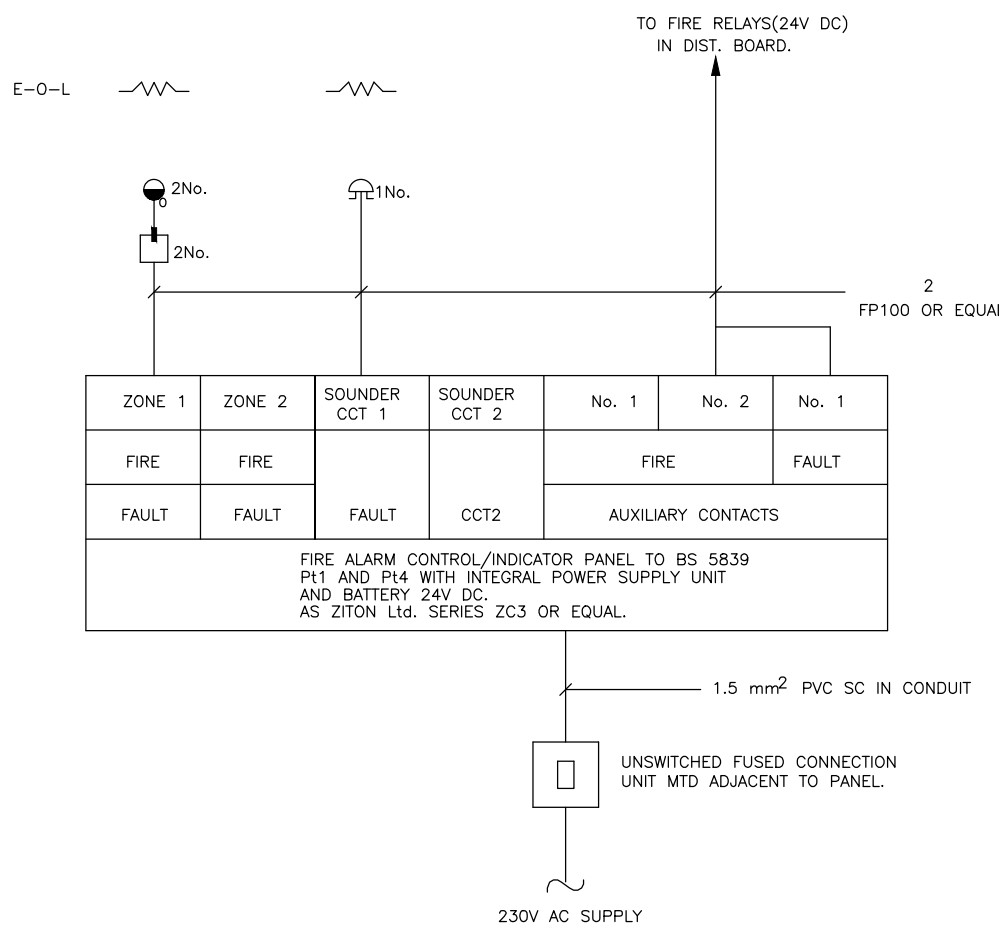 TO FIRE RELAYS(24V DC)
IN DIST. BOARD.
E-O-L
2No.
O
1No.
2No.
2
FP100 OR EQUAL
ZONE 1
ZONE 2
SOUNDER
CCT 1
SOUNDER
CCT 2
No. 1
No. 2
No. 1
FIRE
FIRE
FIRE
FAULT
FAULT
FAULT
FAULT
CCT2
AUXILIARY CONTACTS
FIRE ALARM CONTROL/INDICATOR PANEL TO BS 5839
Pt1 AND Pt4 WITH INTEGRAL POWER SUPPLY UNIT
AND BATTERY 24V DC.
AS ZITON Ltd. SERIES ZC3 OR EQUAL.
1.5 mm² PVC SC IN CONDUIT
UNSWITCHED FUSED CONNECTION
UNIT MTD ADJACENT TO PANEL.
230V AC SUPPLY